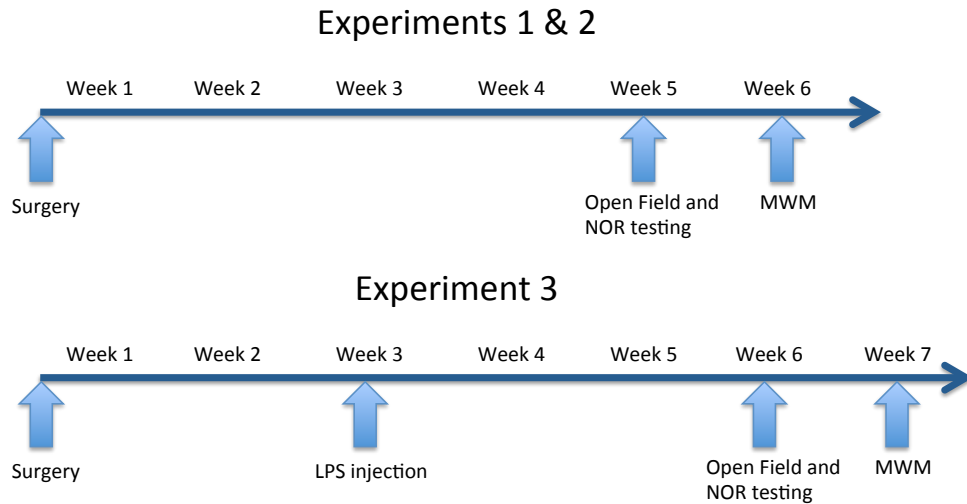 Experiments 1 & 2
Week 1 Week 2 Week 3 Week 4 Week 5 Week 6
Surgery
Open Field and
NOR testing
MWM
Experiment 3
Week 1 Week 2 Week 3 Week 4 Week 5 Week 6 Week 7
Surgery
LPS injection
Open Field and
NOR testing
MWM